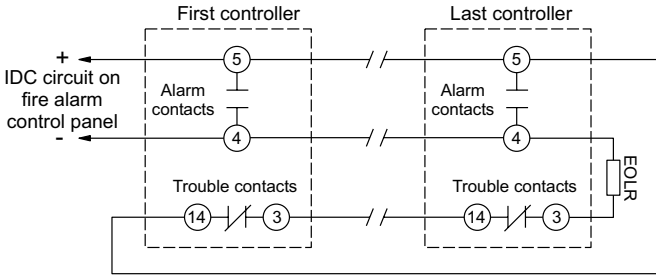 First controller
Last controller
+
5
5
IDC circuit on
fire alarm
control panel
Alarm
contacts
Alarm
contacts
-
4
4
EOLR
Trouble contacts
Trouble contacts
14
3
14
3